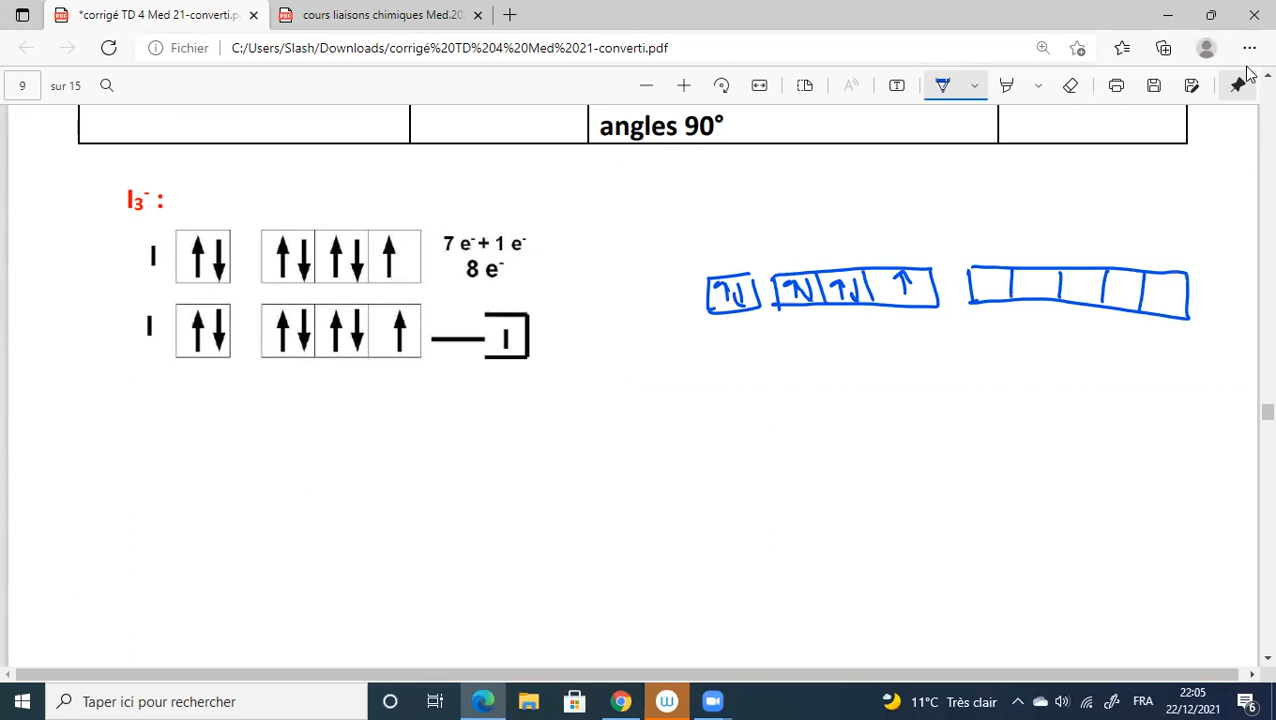 *corrigé TD 4 Med 21-converti.p
cours liaisons chimiques Med.20
Fichier
C:/Users/Slash/Downloads/corrigé%20TD%204%20Med%2021-converti.pdf
9 sur 15
angles 90°
I₃⁻ :
I
7 e⁻ + 1 e⁻
8 e⁻
I
I
Taper ici pour rechercher
11°C Très clair
FRA
22:05
22/12/2021
6